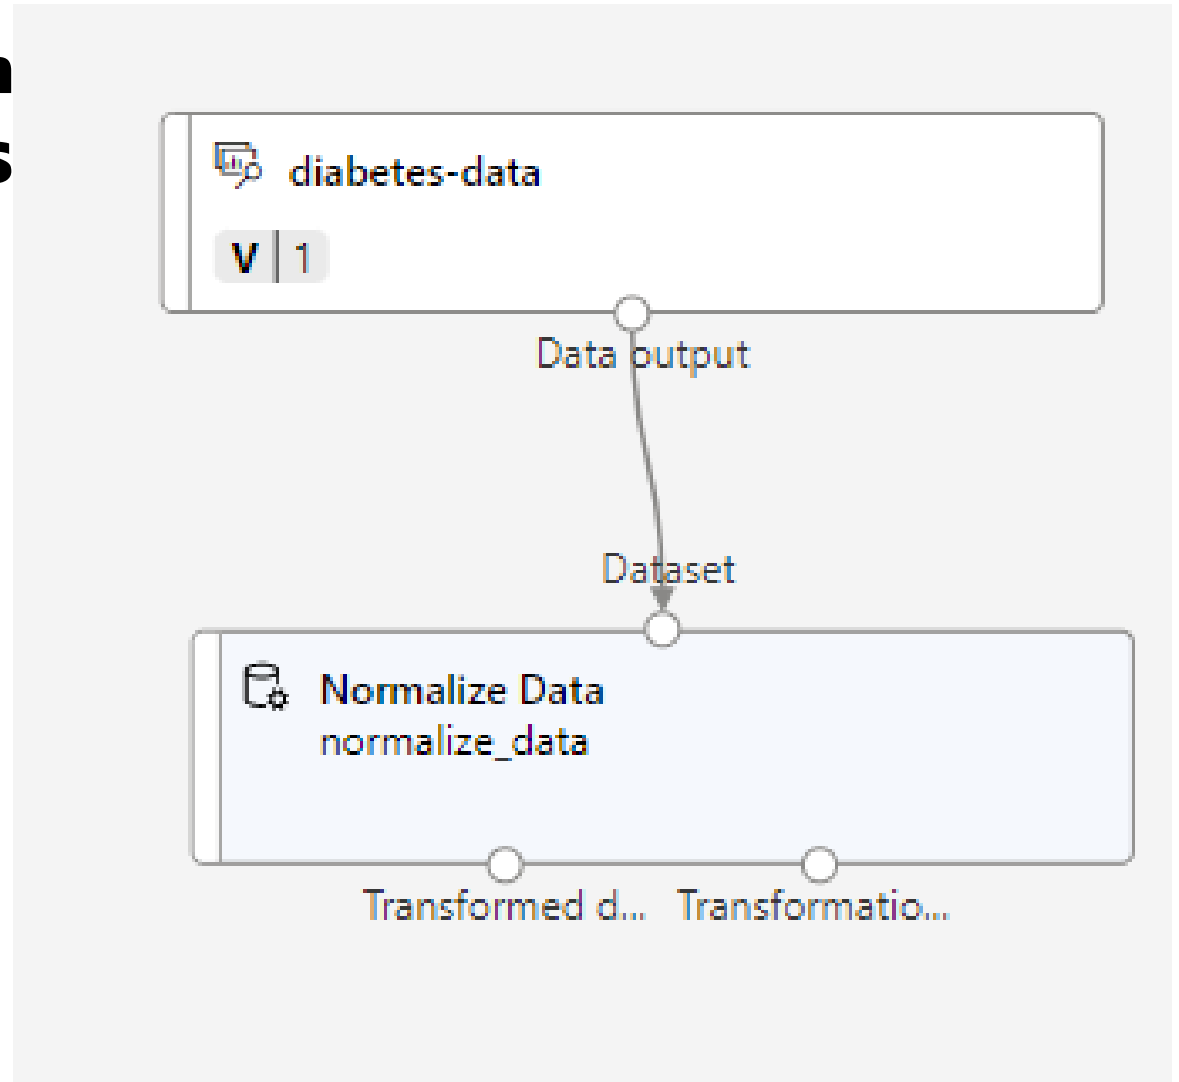 n
s
diabetes-data
V | 1
Data output
Dataset
Normalize Data
normalize_data
Transformed d... Transformatio...